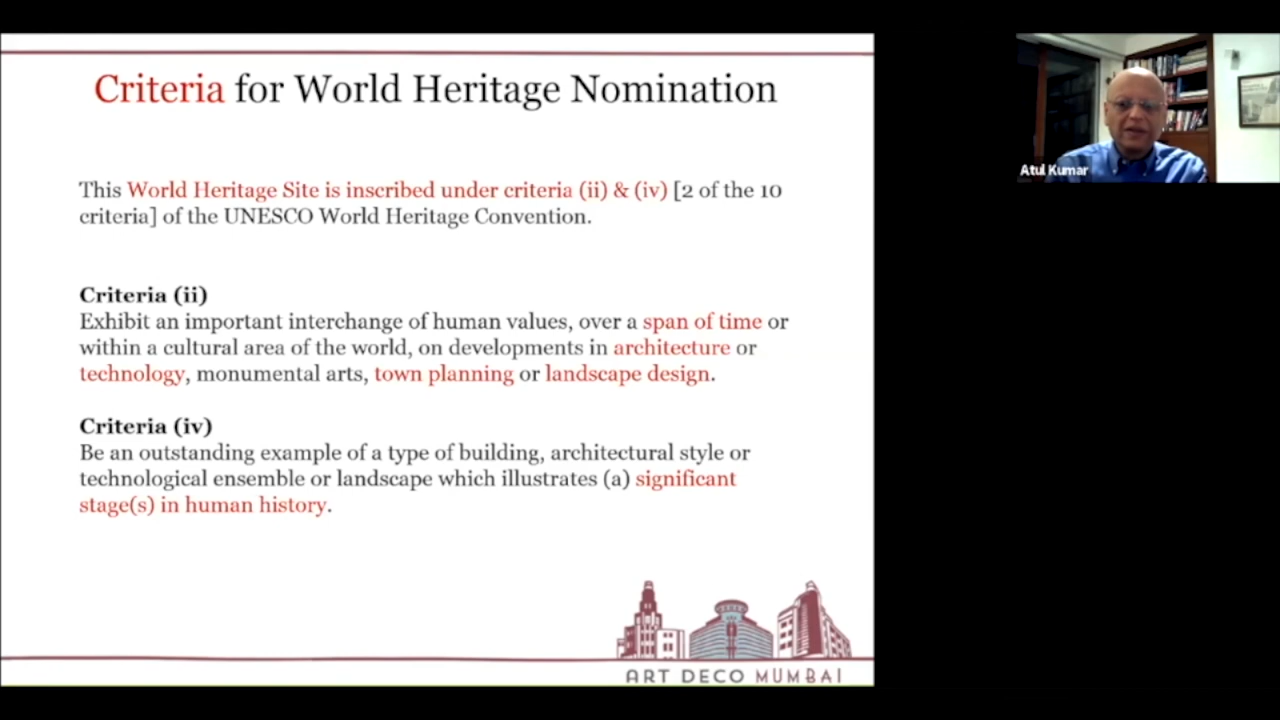 Criteria for World Heritage Nomination
This World Heritage Site is inscribed under criteria (ii) & (iv) [2 of the 10
criteria] of the UNESCO World Heritage Convention.
Criteria (ii)
Exhibit an important interchange of human values, over a span of time or
within a cultural area of the world, on developments in architecture or
technology, monumental arts, town planning or landscape design.
Criteria (iv)
Be an outstanding example of a type of building, architectural style or
technological ensemble or landscape which illustrates (a) significant
stage(s) in human history.
ART DECO MUMBAI
Atul Kumar